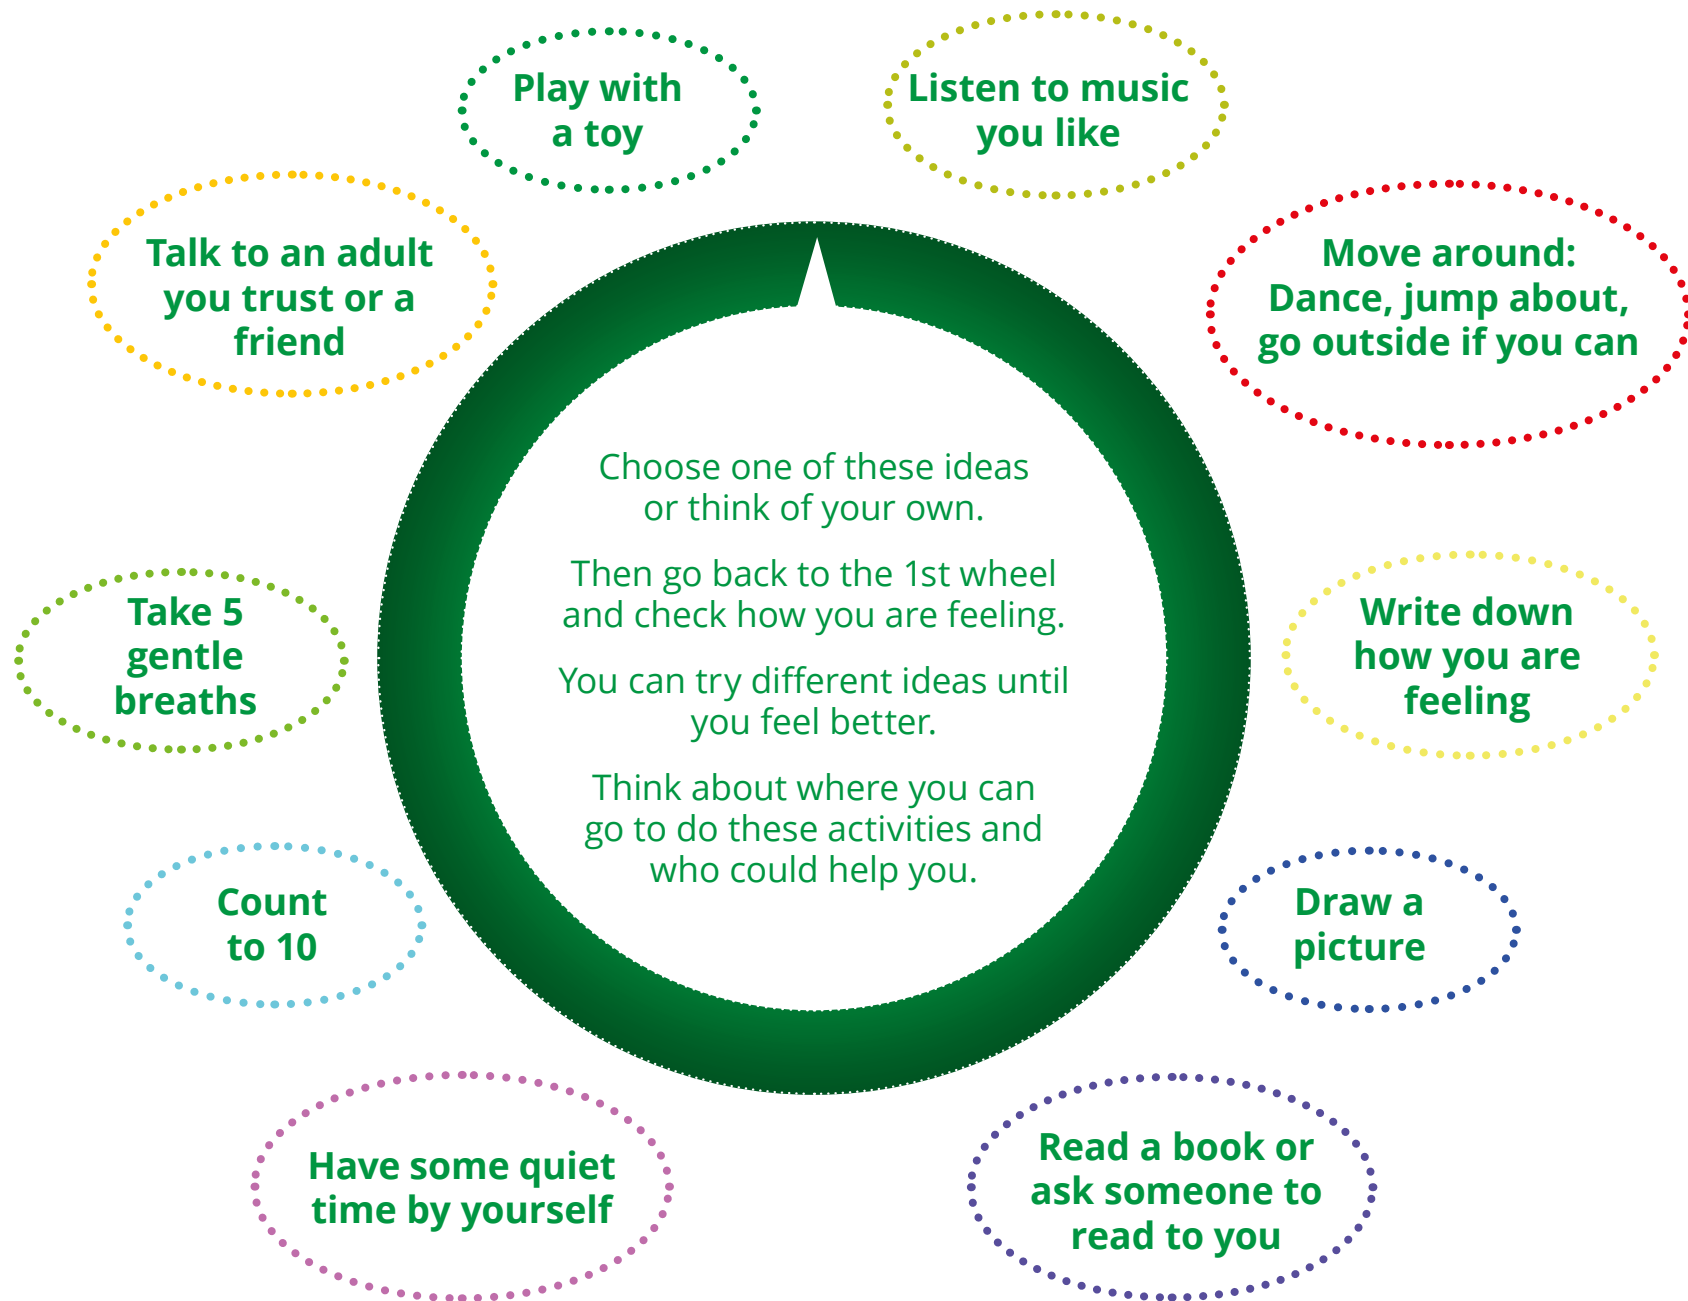 Play with
a toy
Listen to music
you like
Talk to an adult
you trust or a
friend
Move around:
Dance, jump about,
go outside if you can
Choose one of these ideas
or think of your own.
Then go back to the 1st wheel
and check how you are feeling.
You can try different ideas until
you feel better.
Think about where you can
go to do these activities and
who could help you.
Take 5
gentle
breaths
Write down
how you are
feeling
Count
to 10
Draw a
picture
Have some quiet
time by yourself
Read a book or
ask someone to
read to you